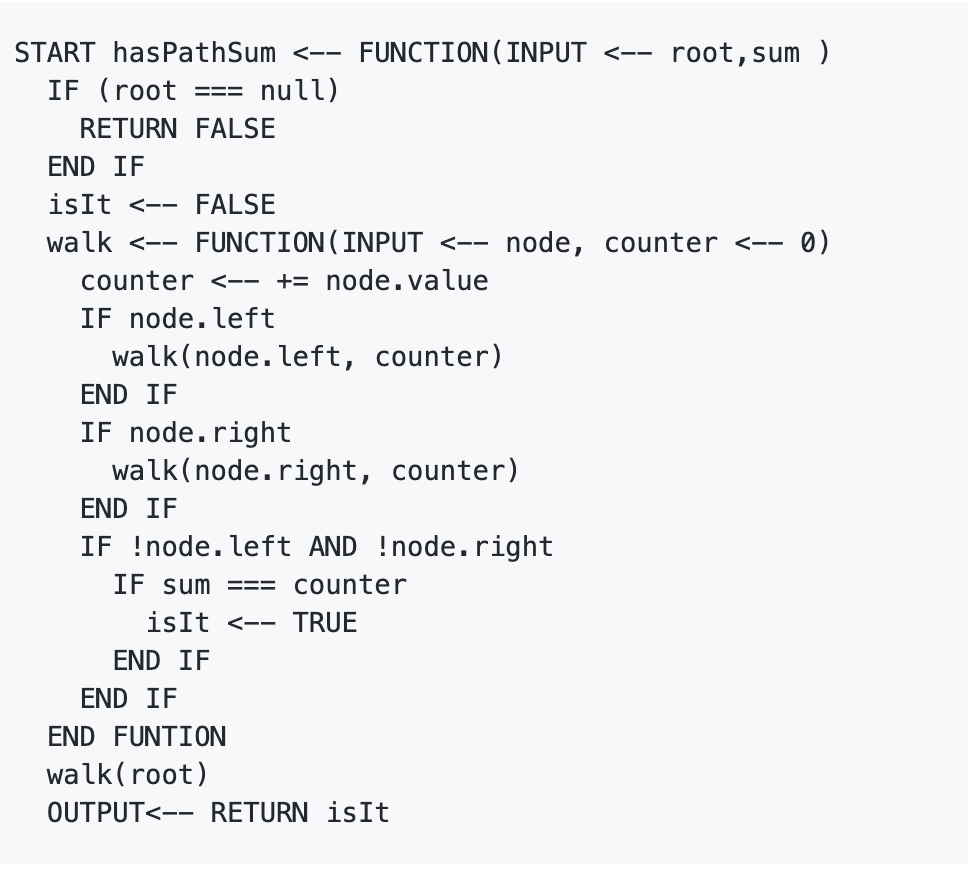 START hasPathSum <-- FUNCTION(INPUT <-- root,sum )
  IF (root === null)
    RETURN FALSE
  END IF
  isIt <-- FALSE
  walk <-- FUNCTION(INPUT <-- node, counter <-- 0)
    counter <-- += node.value
    IF node.left
      walk(node.left, counter)
    END IF
    IF node.right
      walk(node.right, counter)
    END IF
    IF !node.left AND !node.right
      IF sum === counter
        isIt <-- TRUE
      END IF
    END IF
  END FUNTION
  walk(root)
  OUTPUT<-- RETURN isIt